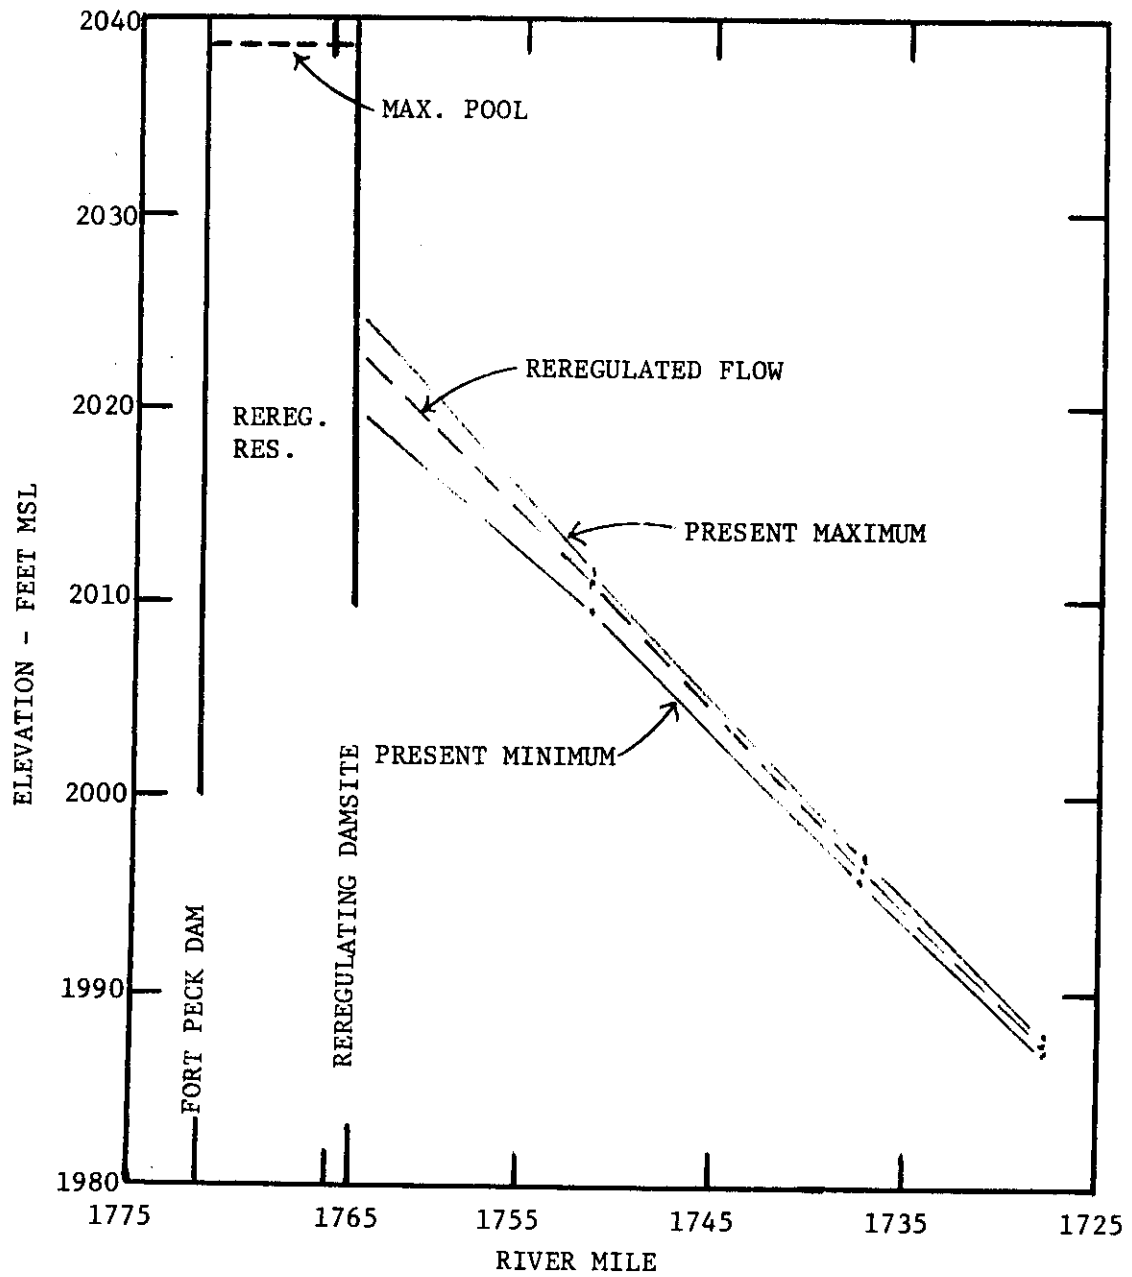 2040
MAX. POOL
2030
REREGULATED FLOW
2020
REREG.
RES.
PRESENT MAXIMUM
2010
ELEVATION - FEET MSL
PRESENT MINIMUM
2000
FORT PECK DAM
REREGULATING DAMSITE
1990
1980
1775
1765
1755
1745
1735
1725
RIVER MILE